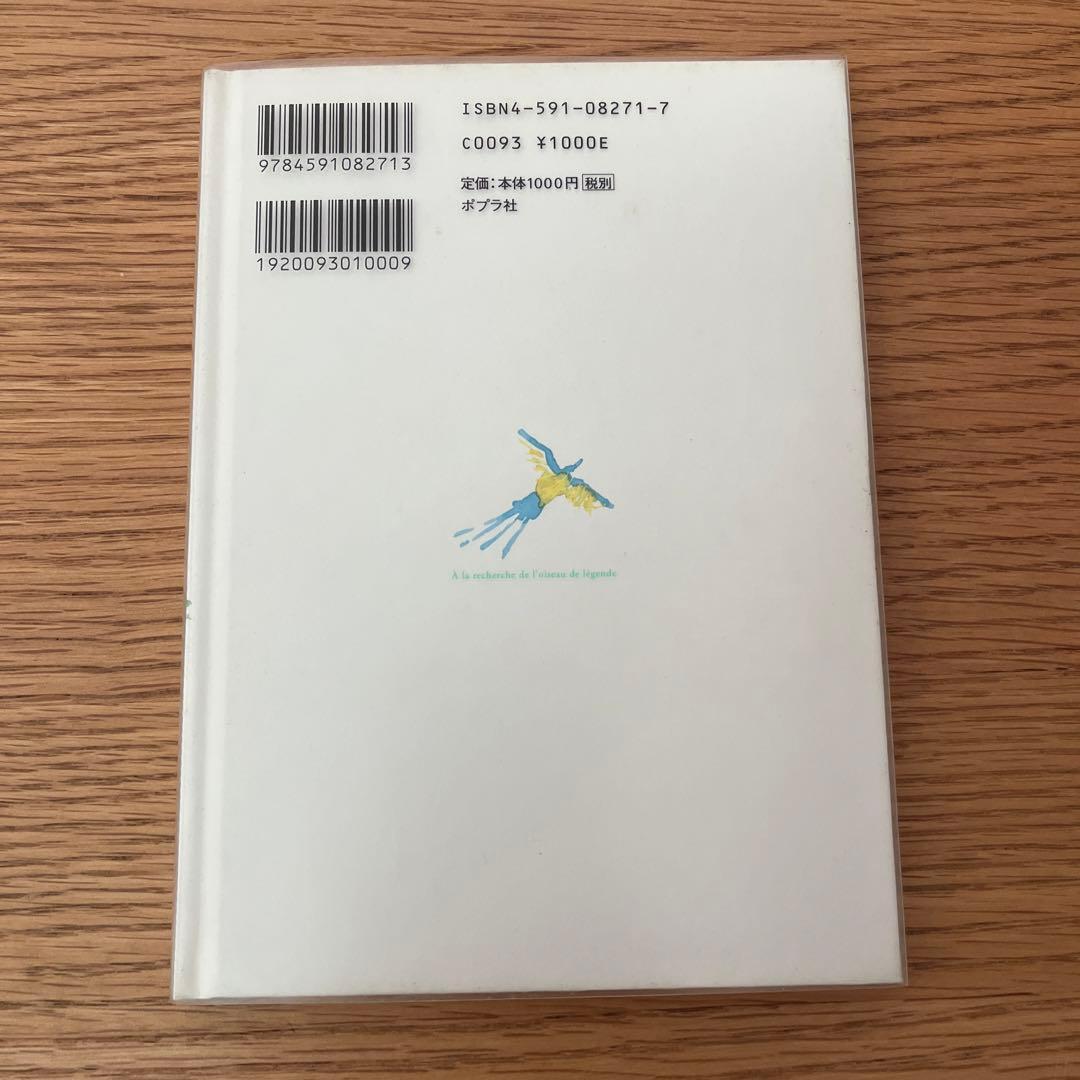 9784591082713
1920093010009
ISBN4-591-08271-7
C0093 ¥1000E
定価:本体1000円 税別
ポプラ社
À la recherche de l'oiseau de légende